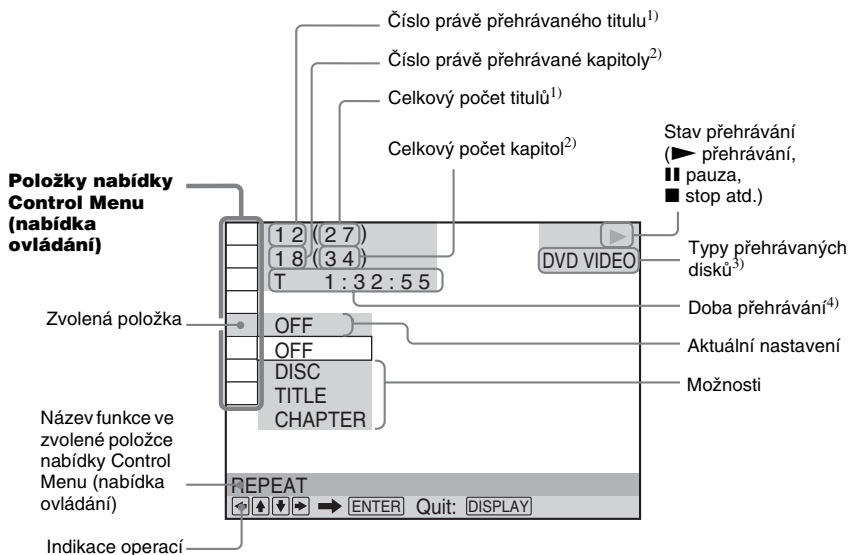 Číslo právě přehrávaného titulu1)
Číslo právě přehrávané kapitoly2)
Celkový počet titulů1)
Celkový počet kapitol2)
Stav přehrávání
(► přehrávání,
❚❚ pauza,
■ stop atd.)
Položky nabídky
Control Menu
(nabídka
ovládání)
12(27)
18(34)
T 1:32:55
DVD VIDEO
Typy přehrávaných
disků3)
Doba přehrávání4)
Zvolená položka
OFF
Aktuální nastavení
OFF
DISC
TITLE
CHAPTER
Možnosti
Název funkce ve
zvolené položce
nabídky Control
Menu (nabídka
ovládání)
REPEAT
ENTER Quit: DISPLAY
Indikace operací